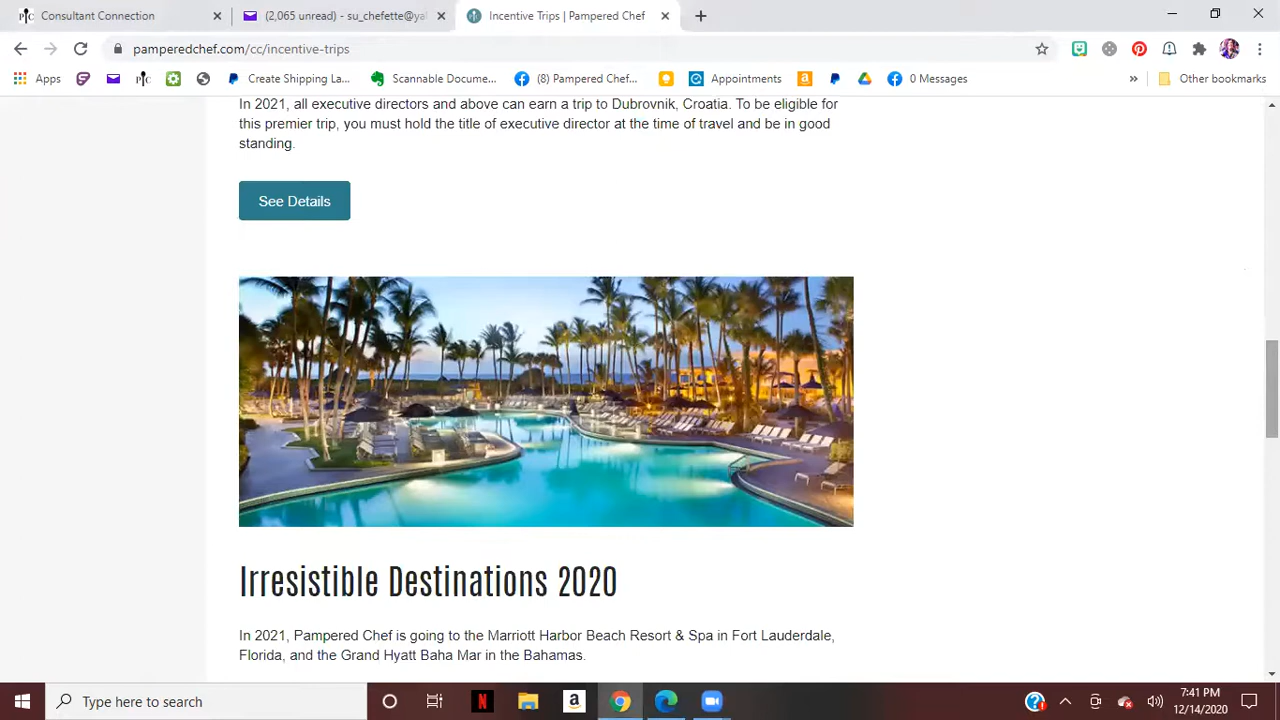 Consultant Connection
(2,065 unread) - su_chefette@ya
Incentive Trips | Pampered Chef
pamperedchef.com/cc/incentive-trips
Apps
Create Shipping La...
Scannable Docume...
(8) Pampered Chef...
Appointments
0 Messages
»
Other bookmarks
In 2021, all executive directors and above can earn a trip to Dubrovnik, Croatia. To be eligible for
this premier trip, you must hold the title of executive director at the time of travel and be in good
standing.
See Details
Irresistible Destinations 2020
In 2021, Pampered Chef is going to the Marriott Harbor Beach Resort & Spa in Fort Lauderdale,
Florida, and the Grand Hyatt Baha Mar in the Bahamas.
Type here to search
7:41 PM
12/14/2020